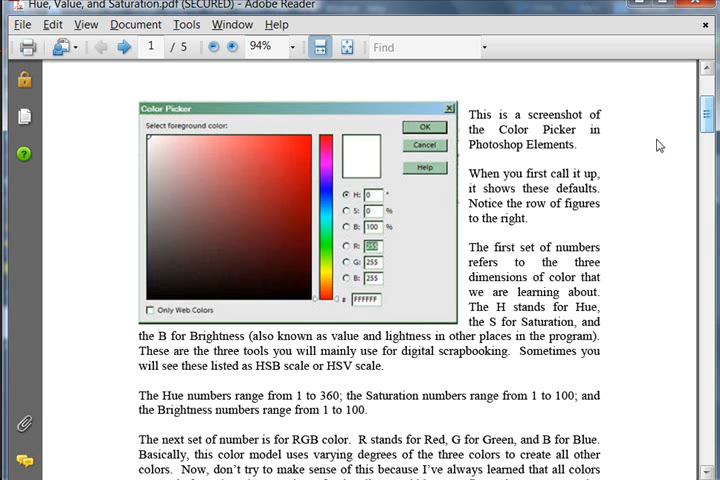 Hue, Value, and Saturation.pdf (SECURED) - Adobe Reader
File Edit View Document Tools Window Help
1 / 5 94% Find
Color Picker
Select foreground color:
OK
Cancel
Help
H: 0 °
S: 0 %
B: 100 %
R: 255
G: 255
B: 255
# FFFFFF
Only Web Colors
This is a screenshot of
the Color Picker in
Photoshop Elements.
When you first call it up,
it shows these defaults.
Notice the row of figures
to the right.
The first set of numbers
refers to the three
dimensions of color that
we are learning about.
The H stands for Hue,
the S for Saturation, and
the B for Brightness (also known as value and lightness in other places in the program).
These are the three tools you will mainly use for digital scrapbooking. Sometimes you
will see these listed as HSB scale or HSV scale.
The Hue numbers range from 1 to 360; the Saturation numbers range from 1 to 100; and
the Brightness numbers range from 1 to 100.
The next set of number is for RGB color. R stands for Red, G for Green, and B for Blue.
Basically, this color model uses varying degrees of the three colors to create all other
colors. Now, don't try to make sense of this because I've always learned that all colors